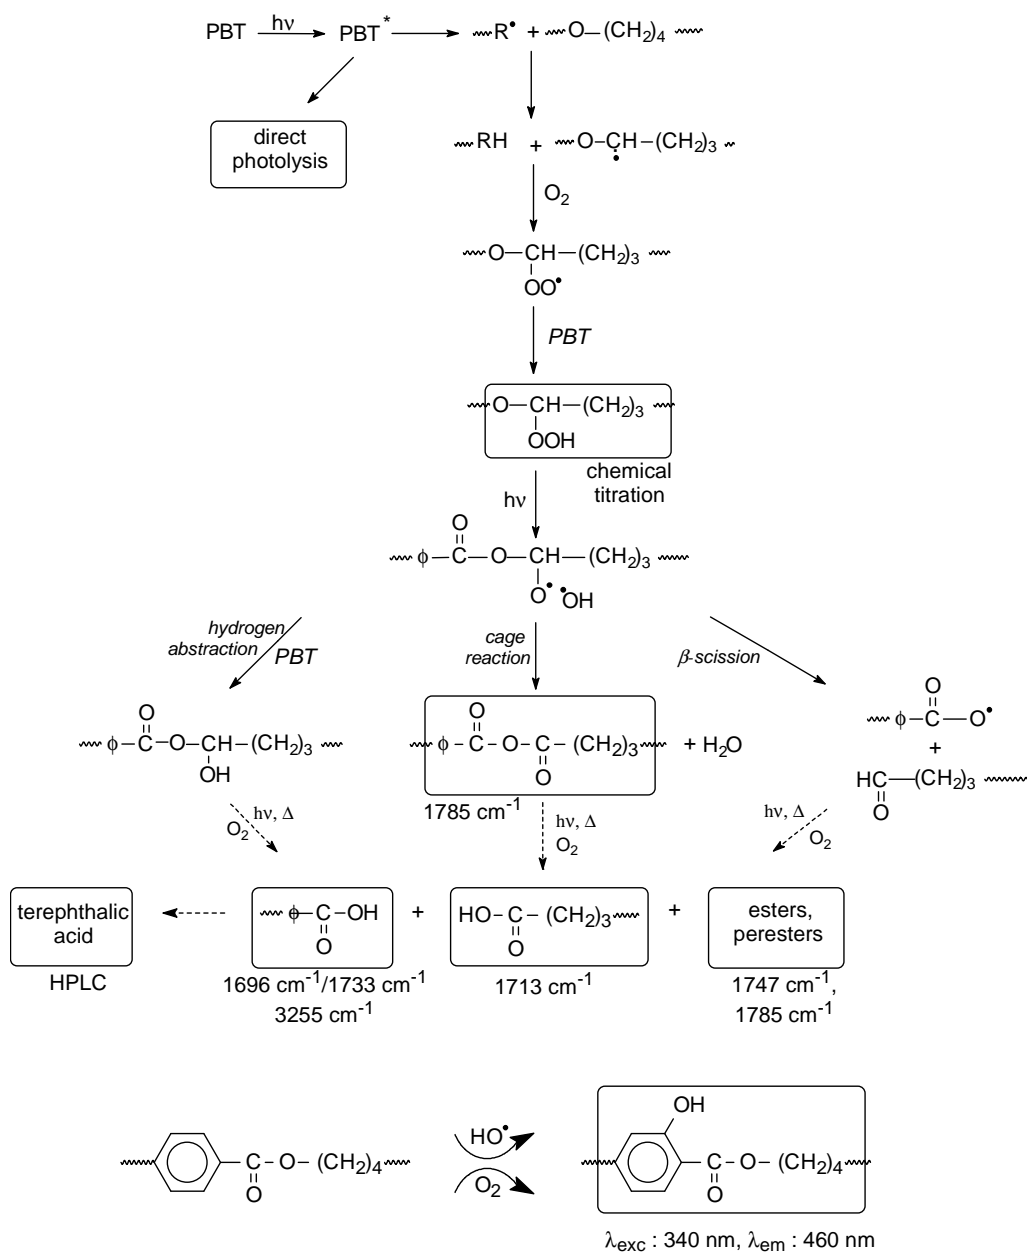 PBT hν PBT* R• + O–(CH2)4
direct
photolysis
RH + O–CH–(CH2)3
•
O2
O–CH–(CH2)3
OO•
PBT
O–CH–(CH2)3
OOH
chemical
titration
hν
O
ϕ–C–O–CH–(CH2)3
O• •OH
hydrogen
abstraction
PBT
cage
reaction
β-scission
O
ϕ–C–O–CH–(CH2)3
OH
O
ϕ–C–O–C–(CH2)3
O
+ H2O
1785 cm-1
O
ϕ–C–O•
+
HC–(CH2)3
O
hν, Δ
O2
hν, Δ
O2
hν, Δ
O2
terephthalic
acid
HPLC
ϕ–C–OH
O
1696 cm-1/1733 cm-1
3255 cm-1
+
HO–C–(CH2)3
O
1713 cm-1
+
esters,
peresters
1747 cm-1,
1785 cm-1
C–O–(CH2)4
O
HO•
O2
OH
C–O–(CH2)4
O
λexc : 340 nm, λem : 460 nm